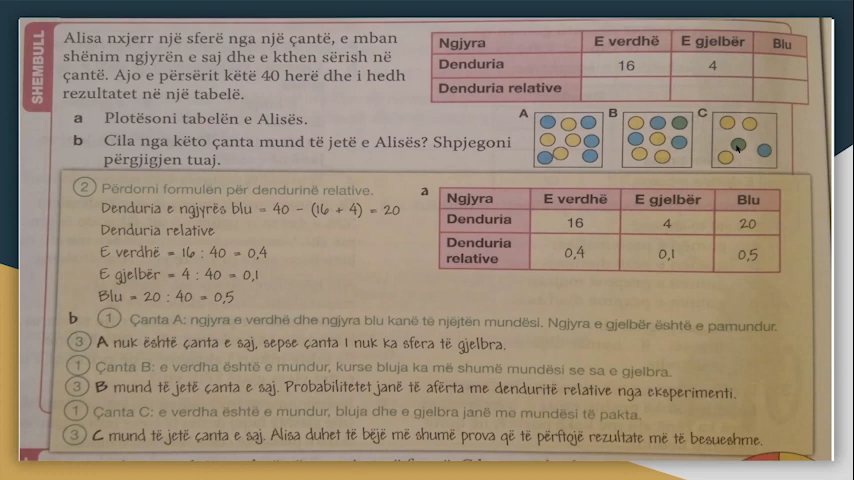 SHEMBULL
Alisa nxjerr një sferë nga një çantë, e mban
shënim ngjyrën e saj dhe e kthen sërish në
çantë. Ajo e përsërit këtë 40 herë dhe i hedh
rezultatet në një tabelë.
Ngjyra E verdhë E gjelbër Blu
Denduria 16 4
Denduria relative
a Plotësoni tabelën e Alisës.
b Cila nga këto çanta mund të jetë e Alisës? Shpjegoni
përgjigjen tuaj.
A B C
2 Përdorni formulën për dendurinë relative.
Denduria e ngjyrës blu = 40 - (16 + 4) = 20
Denduria relative
E verdhë = 16 : 40 = 0,4
E gjelbër = 4 : 40 = 0,1
Blu = 20 : 40 = 0,5
a
Ngjyra E verdhë E gjelbër Blu
Denduria 16 4 20
Denduria
relative 0,4 0,1 0,5
b 1 Çanta A: ngjyra e verdhë dhe ngjyra blu kanë të njëjtën mundësi. Ngjyra e gjelbër është e pamundur.
3 A nuk është çanta e saj, sepse çanta 1 nuk ka sfera të gjelbra.
1 Çanta B: e verdha është e mundur, kurse bluja ka më shumë mundësi se sa e gjelbra.
3 B mund të jetë çanta e saj. Probabilitetet janë të afërta me denduritë relative nga eksperimenti.
1 Çanta C: e verdha është e mundur, bluja dhe e gjelbra janë me mundësi të pakta.
3 C mund të jetë çanta e saj. Alisa duhet të bëjë më shumë prova që të përftojë rezultate më të besueshme.